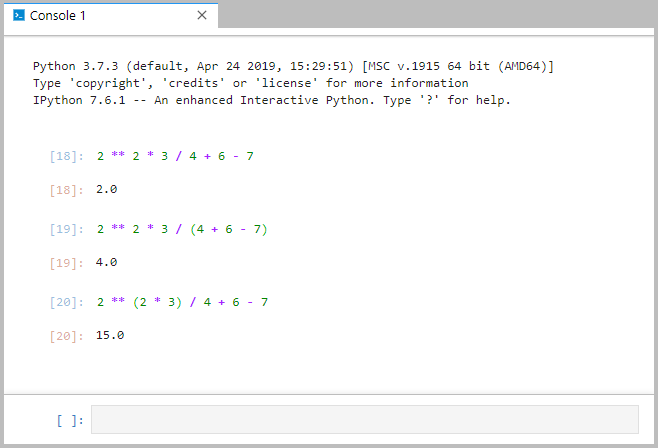 Console 1
Python 3.7.3 (default, Apr 24 2019, 15:29:51) [MSC v.1915 64 bit (AMD64)]
Type 'copyright', 'credits' or 'license' for more information
IPython 7.6.1 -- An enhanced Interactive Python. Type '?' for help.
[18]: 2 ** 2 * 3 / 4 + 6 - 7
[18]: 2.0
[19]: 2 ** 2 * 3 / (4 + 6 - 7)
[19]: 4.0
[20]: 2 ** (2 * 3) / 4 + 6 - 7
[20]: 15.0
[ ]: